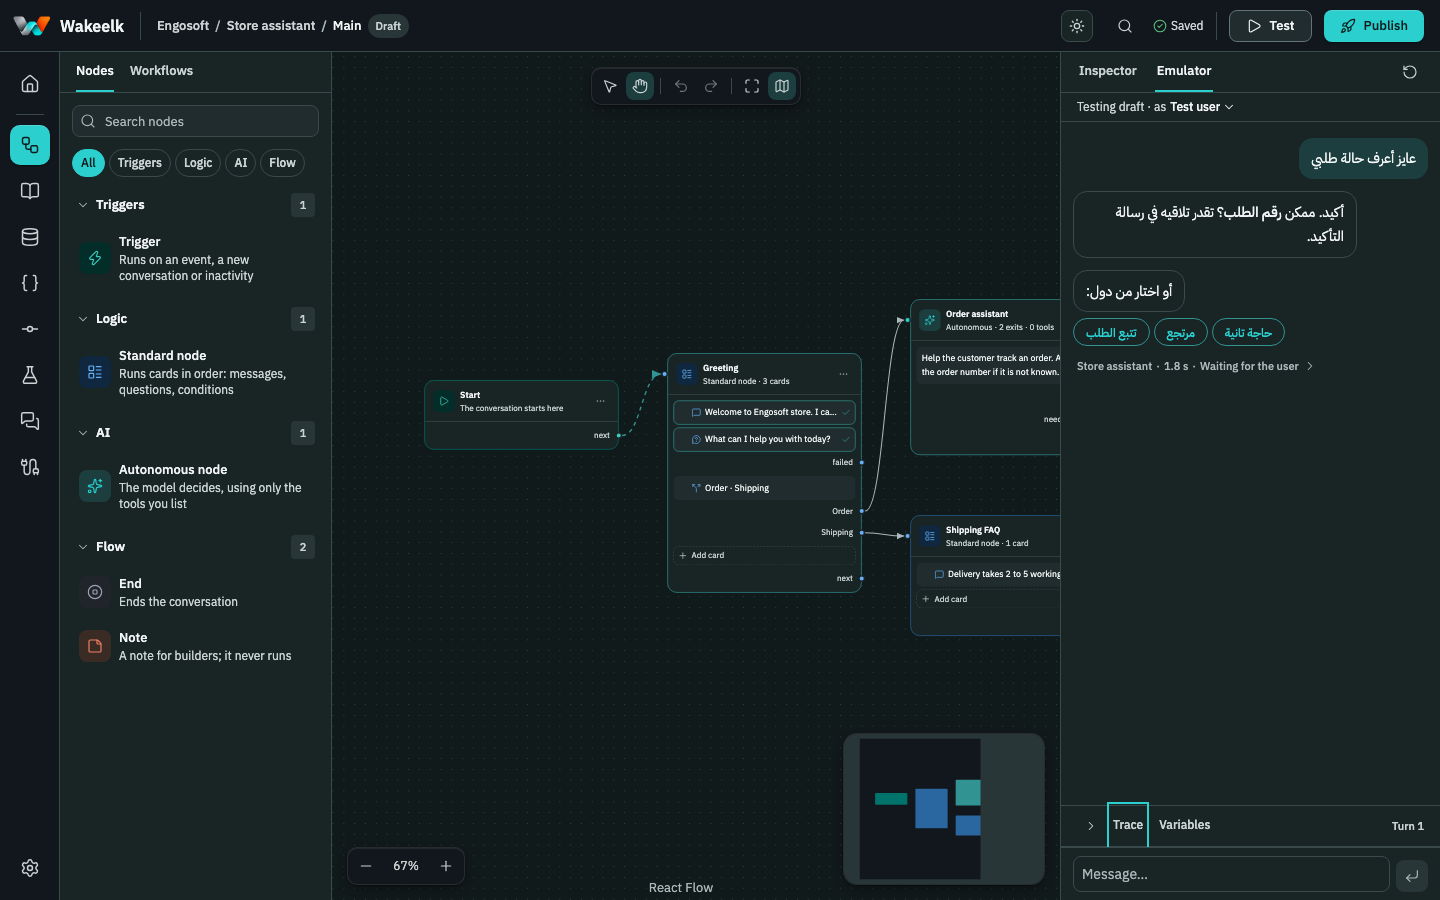 Wakeelk
Engosoft / Store assistant / Main
Draft
Saved
Test
Publish
Nodes
Workflows
Search nodes
All
Triggers
Logic
AI
Flow
Triggers
1
Trigger
Runs on an event, a new
conversation or inactivity
Logic
1
Standard node
Runs cards in order: messages,
questions, conditions
AI
1
Autonomous node
The model decides, using only the
tools you list
Flow
2
End
Ends the conversation
Note
A note for builders; it never runs
Start
The conversation starts here
next
Greeting
Standard node · 3 cards
Welcome to Engosoft store. I ca...
What can I help you with today?
failed
Order · Shipping
Order
Shipping
Add card
next
Order assistant
Autonomous · 2 exits · 0 tools
Help the customer track an order. A
the order number if it is not known.
need
Shipping FAQ
Standard node · 1 card
Delivery takes 2 to 5 working
Add card
67%
React Flow
Inspector
Emulator
Testing draft · as Test user
عايز أعرف حالة طلبي
أكيد. ممكن رقم الطلب؟ تقدر تلاقيه في رسالة
التأكيد.
أو اختار من دول:
تتبع الطلب
مرتجع
حاجة تانية
Store assistant · 1.8 s · Waiting for the user
Trace
Variables
Turn 1
Message...